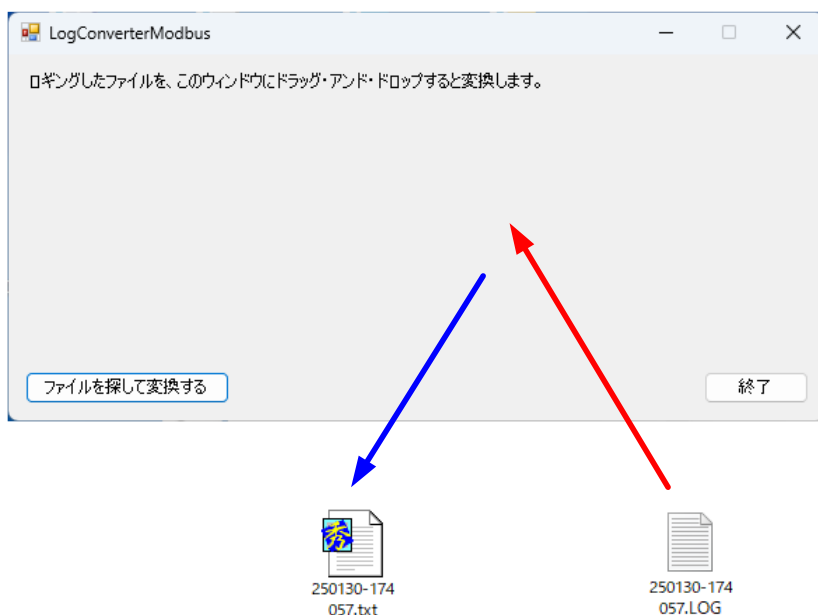 LogConverterModbus
ロギングしたファイルを、このウィンドウにドラッグ・アンド・ドロップすると変換します。
ファイルを探して変換する
終了
秀
250130-174
057.txt
250130-174
057.LOG